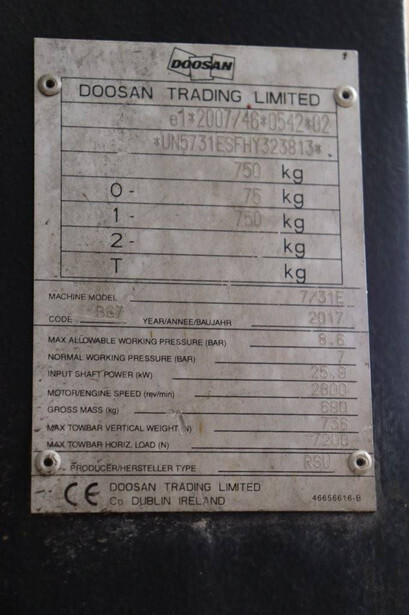 DOOSAN
DOOSAN TRADING LIMITED
e1*2007/46*0542*02
*UN5731ESFHY323813*
750 kg
0- 75 kg
1- 750 kg
2- kg
T kg
MACHINE MODEL 7/31E
CODE BG7 YEAR/ANNEE/BAUJAHR 2017
MAX ALLOWABLE WORKING PRESSURE (BAR) 8.6
NORMAL WORKING PRESSURE (BAR) 7
INPUT SHAFT POWER (kW) 25.9
MOTOR/ENGINE SPEED (rev/min) 2800
GROSS MASS (kg) 690
MAX TOWBAR VERTICAL WEIGHT (N) 736
MAX TOWBAR HORIZ. LOAD (N) 7200
PRODUCER/HERSTELLER TYPE RSU
CE DOOSAN TRADING LIMITED
Co DUBLIN IRELAND 46656616-B